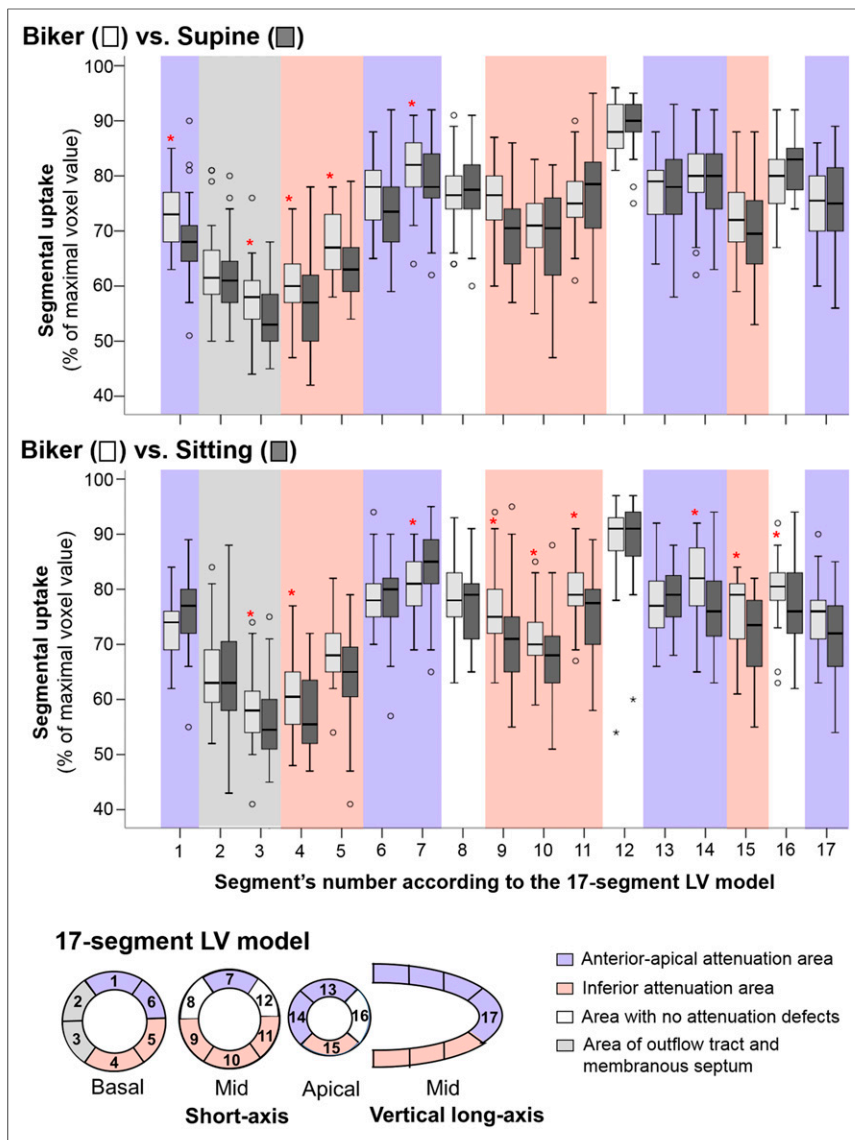 Biker (□) vs. Supine (■)
Segmental uptake
(% of maximal voxel value)
100
90
80
70
60
50
40
* * * * *
Biker (□) vs. Sitting (■)
Segmental uptake
(% of maximal voxel value)
100
90
80
70
60
50
40
* * * * * * * * *
1 2 3 4 5 6 7 8 9 10 11 12 13 14 15 16 17
Segment's number according to the 17-segment LV model
17-segment LV model
1 2 3 4 5 6
Basal
7 8 9 10 11 12
Mid
13 14 15 16
Apical
17
Mid
Short-axis
Vertical long-axis
Anterior-apical attenuation area
Inferior attenuation area
Area with no attenuation defects
Area of outflow tract and
membranous septum